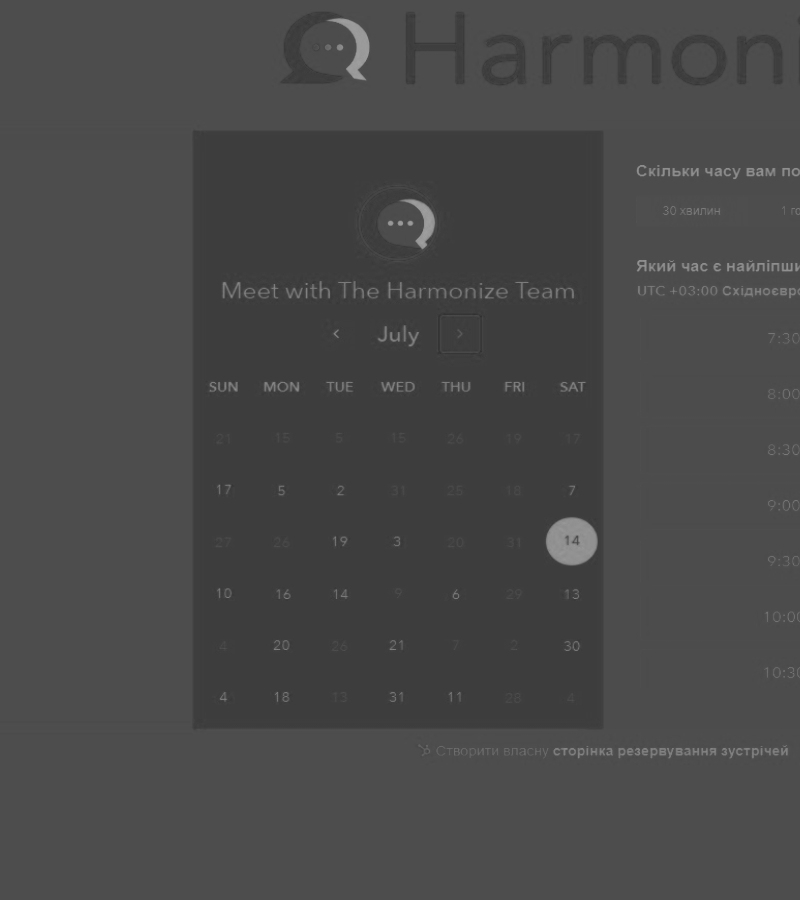 Harmoni
Скільки часу вам по
30 хвилин 1 го
Meet with The Harmonize Team
Який час є найліпши
UTC +03:00 Східноєвро
‹ July ›
7:30
SUN MON TUE WED THU FRI SAT
8:00
21 15 5 15 26 19 17
8:30
17 5 2 31 25 18 7
9:00
27 26 19 3 20 31 14
9:30
10 16 14 9 6 29 13
10:00
4 20 26 21 7 2 30
10:30
4 18 13 31 11 28 4
Створити власну сторінка резервування зустрічей